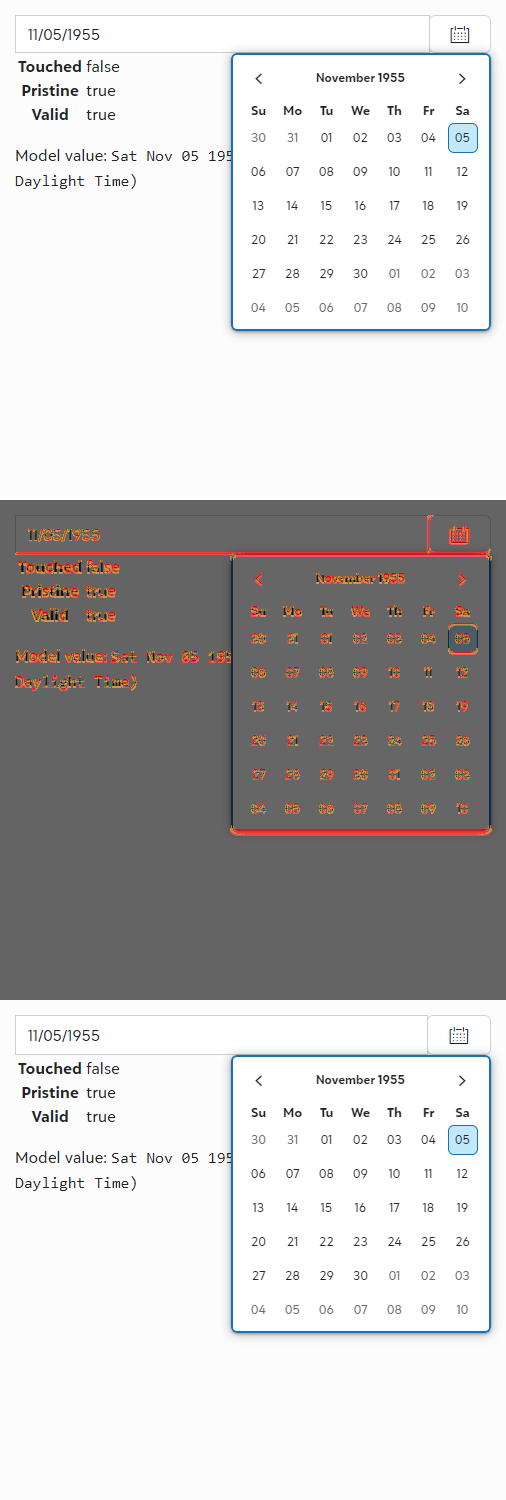 11/05/1955
Touched false
Pristine true
Valid true
Model value: Sat Nov 05 195
Daylight Time)
November 1955
Su Mo Tu We Th Fr Sa
30 31 01 02 03 04 05
06 07 08 09 10 11 12
13 14 15 16 17 18 19
20 21 22 23 24 25 26
27 28 29 30 01 02 03
04 05 06 07 08 09 10
11/05/1955
Touched false
Pristine true
Valid true
Model value: Sat Nov 05 195
Daylight Time)
November 1955
Su Mo Tu We Th Fr Sa
30 31 01 02 03 04 05
06 07 08 09 10 11 12
13 14 15 16 17 18 19
20 21 22 23 24 25 26
27 28 29 30 01 02 03
04 05 06 07 08 09 10
11/05/1955
Touched false
Pristine true
Valid true
Model value: Sat Nov 05 195
Daylight Time)
November 1955
Su Mo Tu We Th Fr Sa
30 31 01 02 03 04 05
06 07 08 09 10 11 12
13 14 15 16 17 18 19
20 21 22 23 24 25 26
27 28 29 30 01 02 03
04 05 06 07 08 09 10